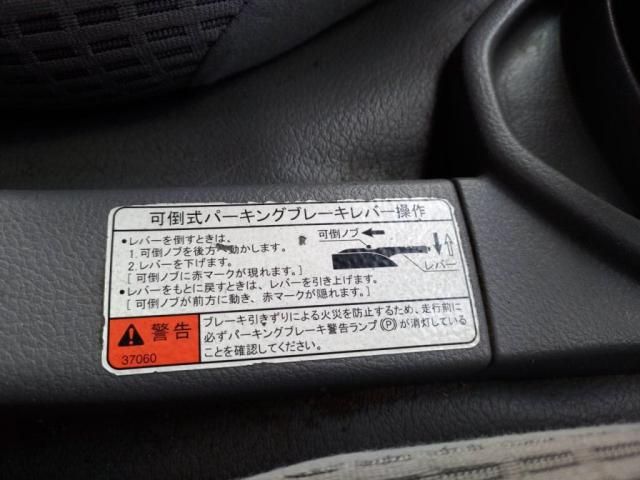 可倒式パーキングブレーキレバー操作
•レバーを倒すときは、
1.可倒ノブを後方へ動かします。
2.レバーを下げます。
[可倒ノブに赤マークが現れます。]
•レバーをもとに戻すときは、レバーを引き上げます。
[可倒ノブが前方に動き、赤マークが隠れます。]
可倒ノブ
レバー
警告
37060
ブレーキ引きずりによる火災を防止するため、走行前に
必ずパーキングブレーキ警告ランプⓅが消灯している
ことを確認してください。